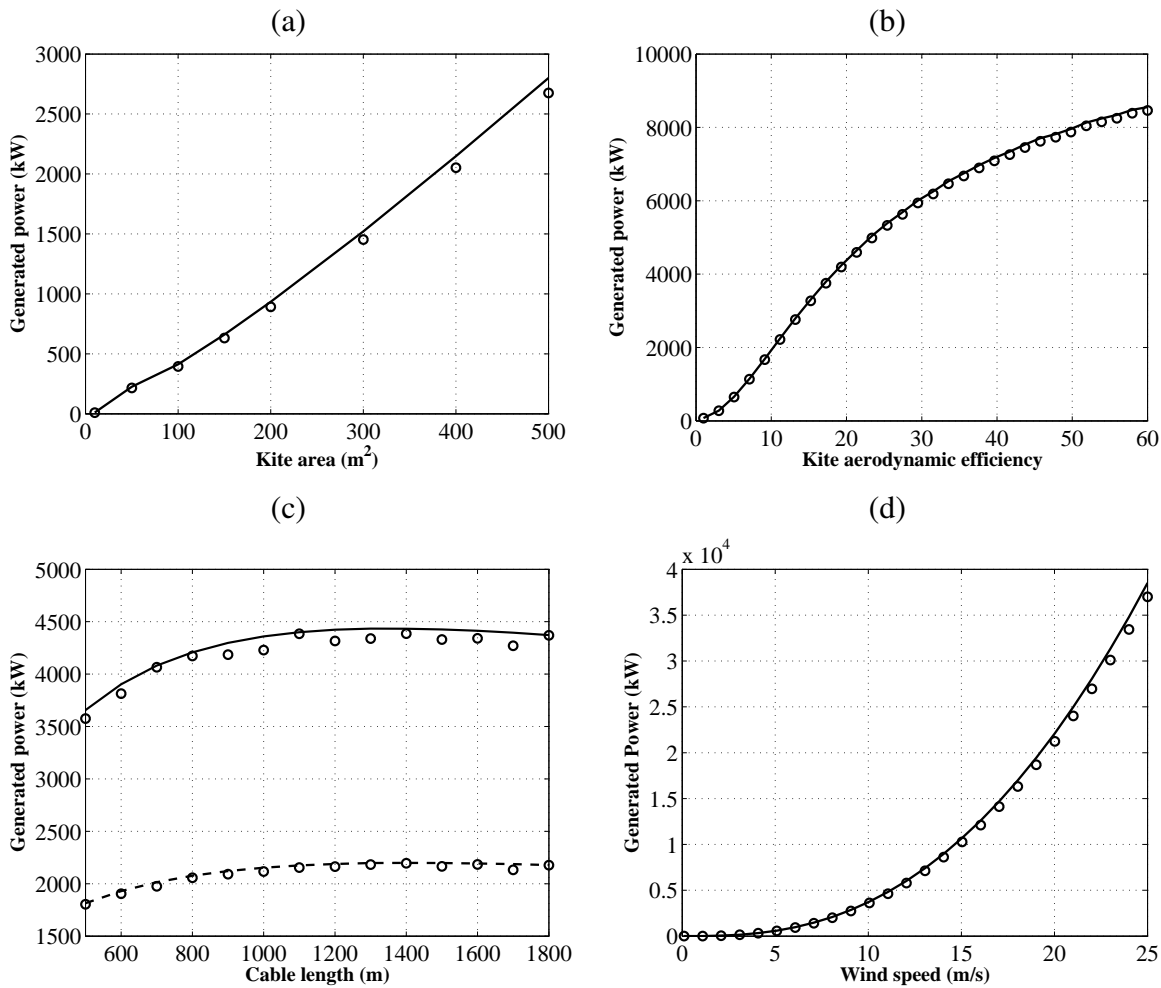 (a)
3000
2500
2000
1500
1000
500
0
Generated power (kW)
0 100 200 300 400 500
Kite area (m²)
(b)
10000
8000
6000
4000
2000
0
Generated power (kW)
0 10 20 30 40 50 60
Kite aerodynamic efficiency
(c)
5000
4500
4000
3500
3000
2500
2000
1500
Generated power (kW)
600 800 1000 1200 1400 1600 1800
Cable length (m)
(d)
x 10⁴
4
3.5
3
2.5
2
1.5
1
0.5
0
Generated Power (kW)
0 5 10 15 20 25
Wind speed (m/s)